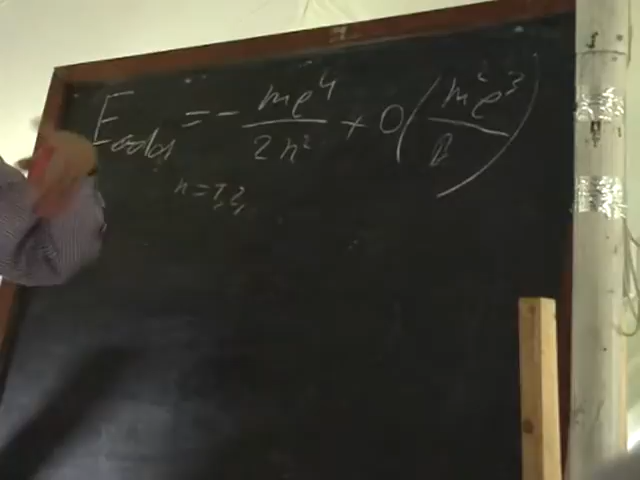 E = - me⁴ / 2n² + O( m²e³ / )
n = 1, 2,